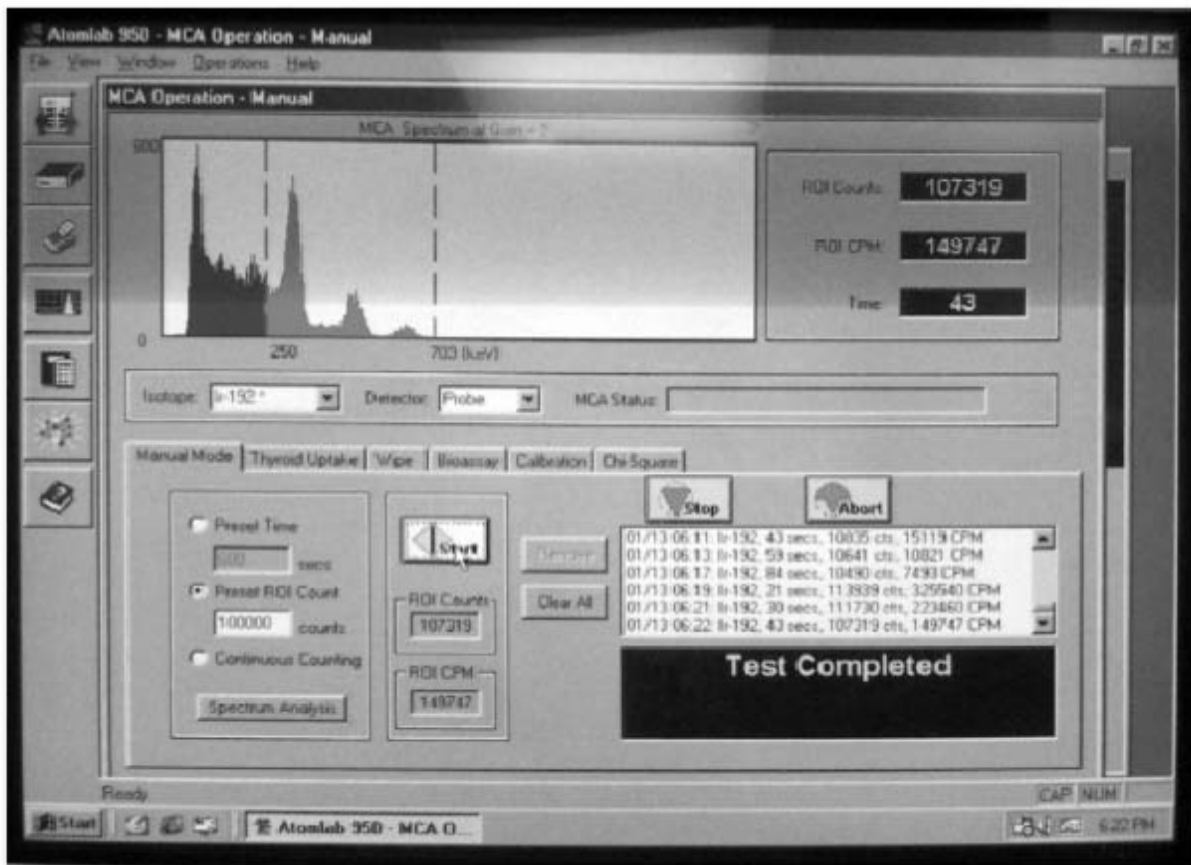 Atomlab 950 - MCA Operation - Manual
File View Window Operations Help
MCA Operation - Manual
MCA Spectrum at Gain = 2
600
0
250
703 (keV)
ROI Counts: 107319
ROI CPM: 149747
Time: 43
Isotope: Ir-192 * Detector: Probe MCA Status:
Manual Mode Thyroid Uptake Wipe Bioassay Calibration Chi-Square
Preset Time
600 secs
Preset ROI Count
100000 counts
Continuous Counting
Spectrum Analysis
Start
ROI Counts
107319
ROI CPM
149747
Clear All
Stop
Abort
01/13 06:11: Ir-192, 43 secs, 10835 cts, 15119 CPM
01/13 06:13: Ir-192, 59 secs, 10641 cts, 10821 CPM
01/13 06:17: Ir-192, 84 secs, 10490 cts, 7493 CPM
01/13 06:19: Ir-192, 21 secs, 113939 cts, 325540 CPM
01/13 06:21: Ir-192, 30 secs, 111730 cts, 223460 CPM
01/13 06:22: Ir-192, 43 secs, 107319 cts, 149747 CPM
Test Completed
Ready
CAP NUM
Start
Atomlab 950 - MCA O...
6:22 PM